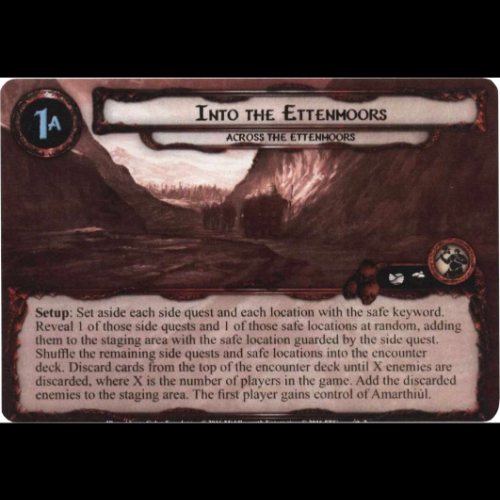 1A
INTO THE ETTENMOORS
ACROSS THE ETTENMOORS
Setup: Set aside each side quest and each location with the safe keyword.
Reveal 1 of those side quests and 1 of those safe locations at random, adding
them to the staging area with the safe location guarded by the side quest.
Shuffle the remaining side quests and safe locations into the encounter
deck. Discard cards from the top of the encounter deck until X enemies are
discarded, where X is the number of players in the game. Add the discarded
enemies to the staging area. The first player gains control of Amarthiúl.